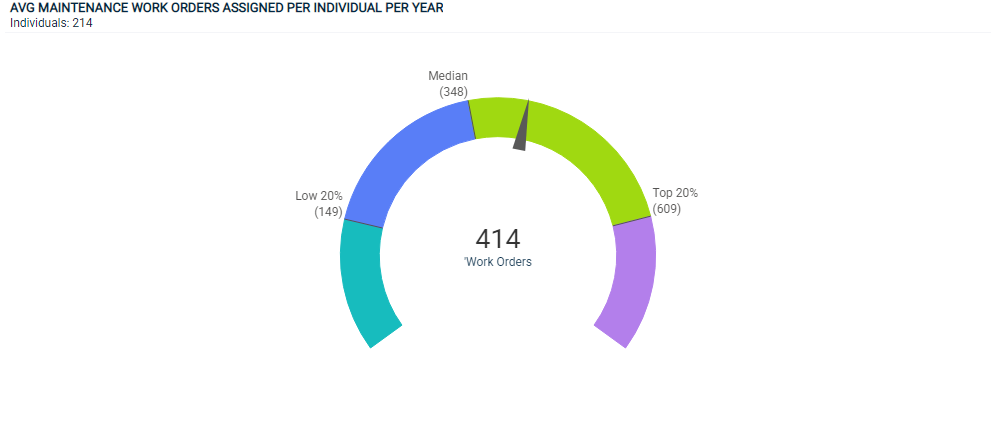 AVG MAINTENANCE WORK ORDERS ASSIGNED PER INDIVIDUAL PER YEAR
Individuals: 214
Median
(348)
Low 20%
(149)
Top 20%
(609)
414
'Work Orders